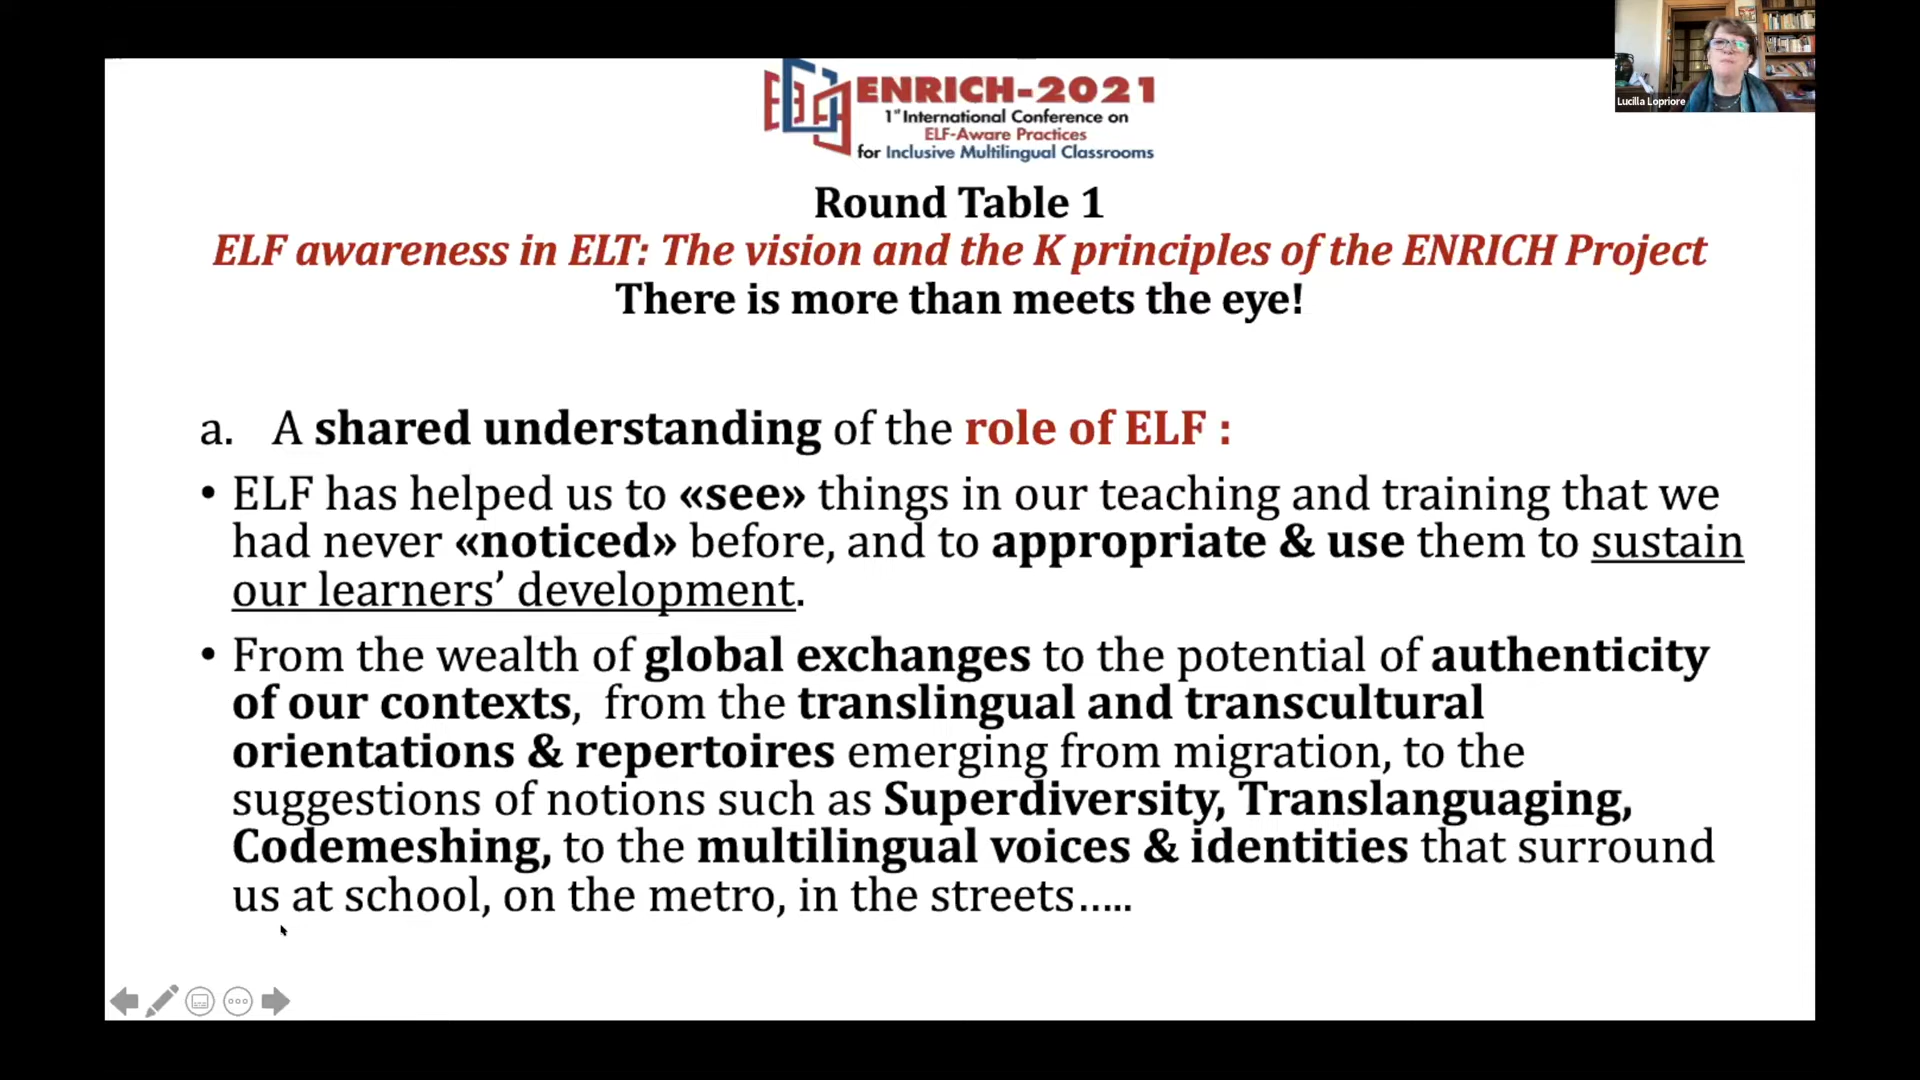 Lucilla Lopriore
ENRICH-2021
1st International Conference on
ELF-Aware Practices
for Inclusive Multilingual Classrooms
Round Table 1
ELF awareness in ELT: The vision and the K principles of the ENRICH Project
There is more than meets the eye!
a. A shared understanding of the role of ELF :
• ELF has helped us to «see» things in our teaching and training that we
had never «noticed» before, and to appropriate & use them to sustain
our learners’ development.
• From the wealth of global exchanges to the potential of authenticity
of our contexts, from the translingual and transcultural
orientations & repertoires emerging from migration, to the
suggestions of notions such as Superdiversity, Translanguaging,
Codemeshing, to the multilingual voices & identities that surround
us at school, on the metro, in the streets…..